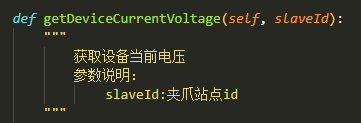 def getDeviceCurrentVoltage(self, slaveId):
"""
获取设备当前电压
参数说明:
slaveId:夹爪站点id
"""